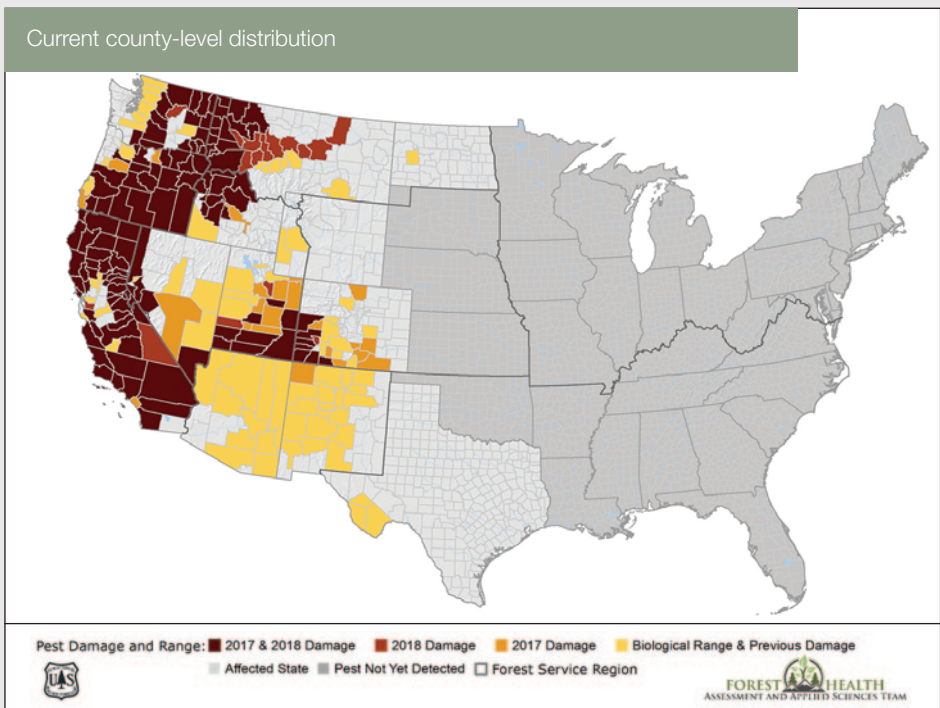 Current county-level distribution
Pest Damage and Range: 2017 & 2018 Damage 2018 Damage 2017 Damage Biological Range & Previous Damage
Affected State Pest Not Yet Detected Forest Service Region
U S
FOREST HEALTH
ASSESSMENT AND APPLIED SCIENCES TEAM